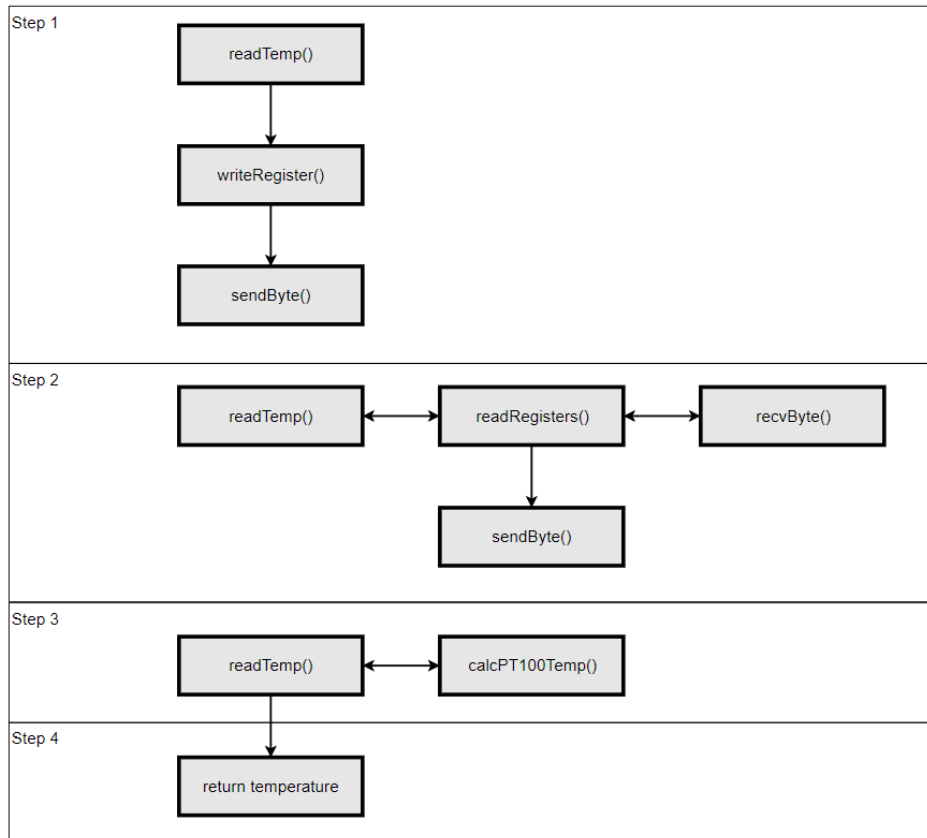 Step 1
readTemp()
writeRegister()
sendByte()
Step 2
readTemp()
readRegisters()
recvByte()
sendByte()
Step 3
readTemp()
calcPT100Temp()
Step 4
return temperature